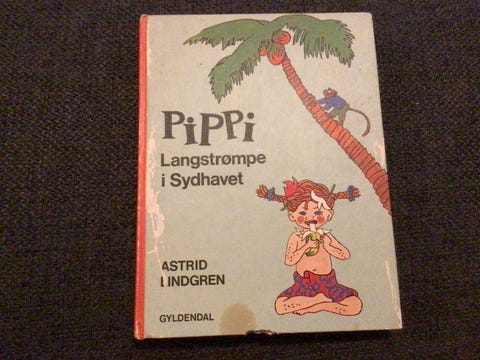 PiPPi
Langstrømpe
i Sydhavet
ASTRID
LINDGREN
GYLDENDAL